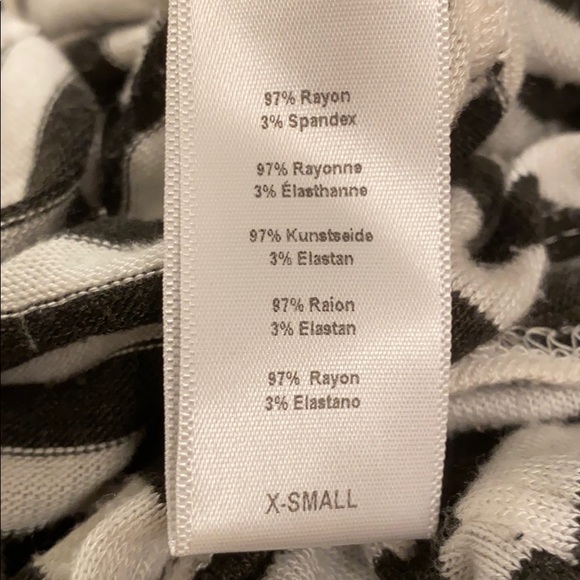 97% Rayon
3% Spandex
97% Rayonne
3% Élasthanne
97% Kunstseide
3% Elastan
97% Raion
3% Elastan
97% Rayon
3% Elastano
X-SMALL